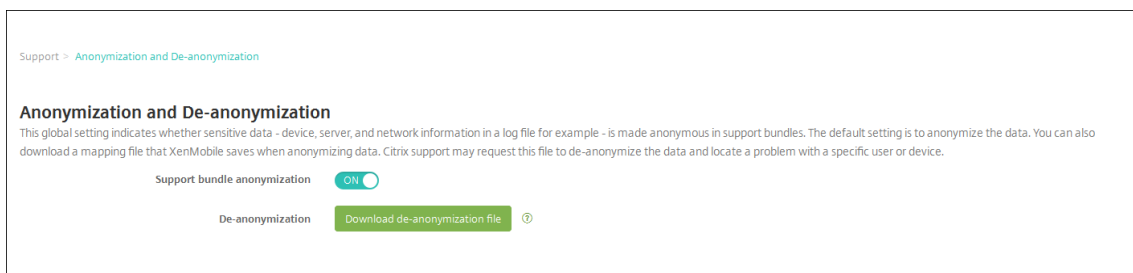 Support > Anonymization and De-anonymization
Anonymization and De-anonymization
This global setting indicates whether sensitive data - device, server, and network information in a log file for example - is made anonymous in support bundles. The default setting is to anonymize the data. You can also
download a mapping file that XenMobile saves when anonymizing data. Citrix support may request this file to de-anonymize the data and locate a problem with a specific user or device.
Support bundle anonymization ON
De-anonymization Download de-anonymization file ?